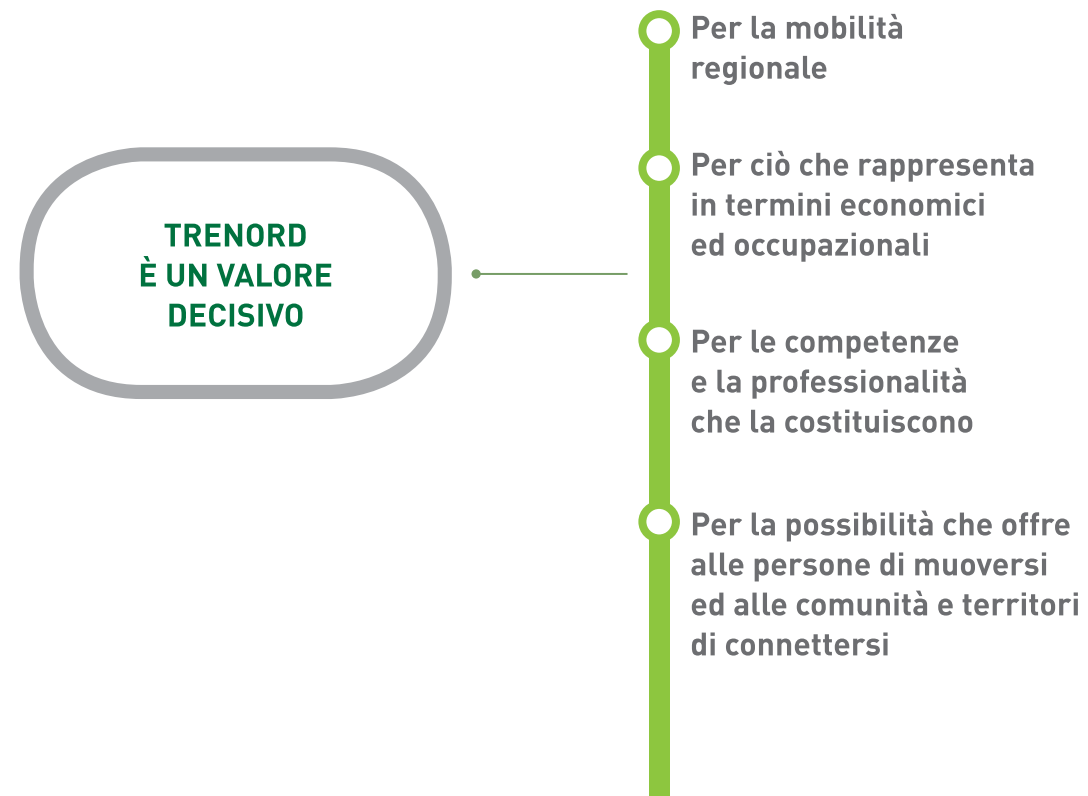 TRENORD
È UN VALORE
DECISIVO
Per la mobilità
regionale
Per ciò che rappresenta
in termini economici
ed occupazionali
Per le competenze
e la professionalità
che la costituiscono
Per la possibilità che offre
alle persone di muoversi
ed alle comunità e territori
di connettersi